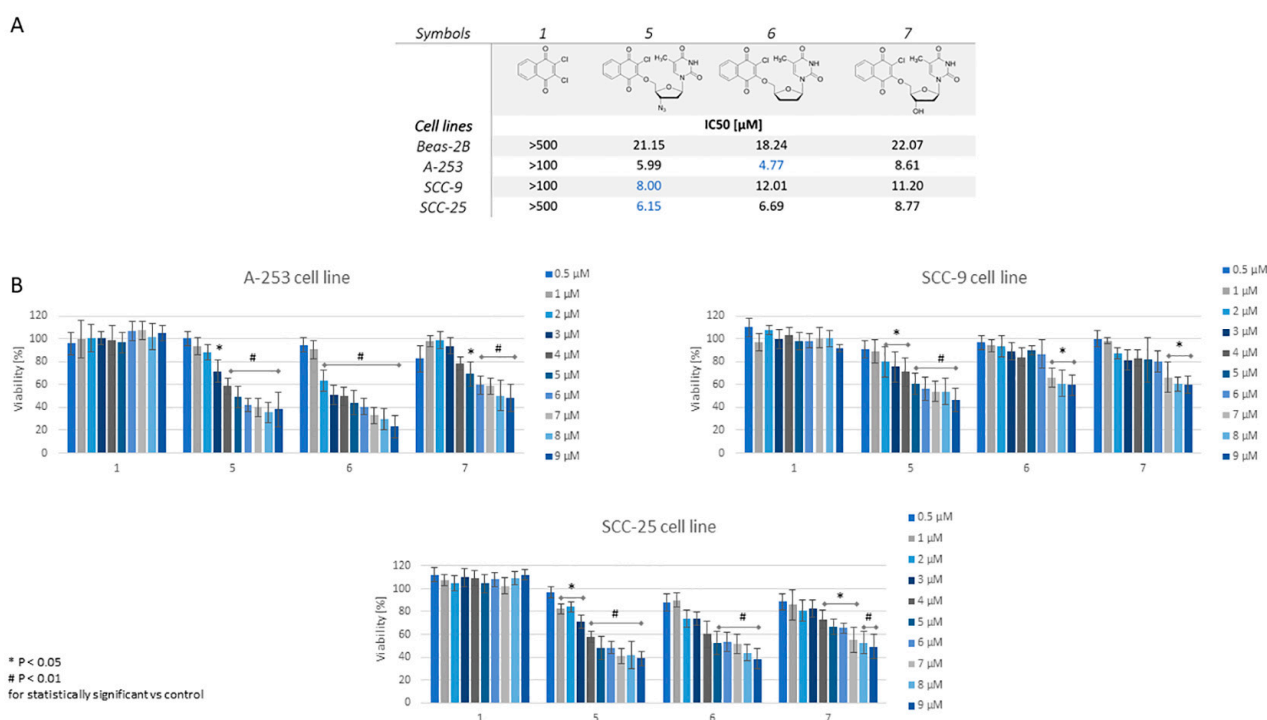 A
Symbols 1 5 6 7
Cell lines IC50 [µM]
Beas-2B >500 21.15 18.24 22.07
A-253 >100 5.99 4.77 8.61
SCC-9 >100 8.00 12.01 11.20
SCC-25 >500 6.15 6.69 8.77
B
A-253 cell line
Viability [%]
120
100
80
60
40
20
0
* # # * #
1 5 6 7
0.5 µM
1 µM
2 µM
3 µM
4 µM
5 µM
6 µM
7 µM
8 µM
9 µM
SCC-9 cell line
Viability [%]
120
100
80
60
40
20
0
* # * *
1 5 6 7
0.5 µM
1 µM
2 µM
3 µM
4 µM
5 µM
6 µM
7 µM
8 µM
9 µM
SCC-25 cell line
Viability [%]
120
100
80
60
40
20
0
* # # * #
1 5 6 7
0.5 µM
1 µM
2 µM
3 µM
4 µM
5 µM
6 µM
7 µM
8 µM
9 µM
* P < 0.05
# P < 0.01
for statistically significant vs control